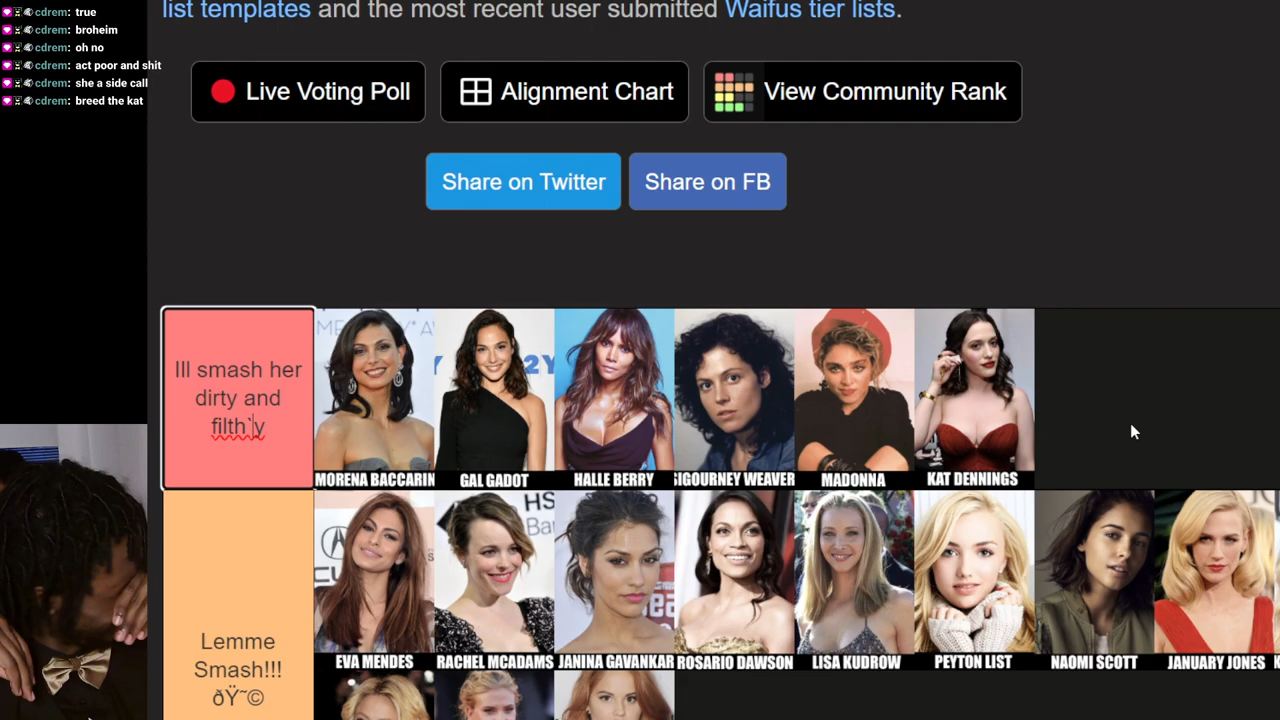 cdrem: true
cdrem: broheim
cdrem: oh no
cdrem: act poor and shit
cdrem: she a side call
cdrem: breed the kat
list templates and the most recent user submitted Waifus tier lists.
Live Voting Poll
Alignment Chart
View Community Rank
Share on Twitter
Share on FB
Ill smash her
dirty and
filth`y
MORENA BACCARIN
GAL GADOT
HALLE BERRY
SIGOURNEY WEAVER
MADONNA
KAT DENNINGS
Lemme
Smash!!!
ðŸ˜©
EVA MENDES
RACHEL MCADAMS
JANINA GAVANKAR
ROSARIO DAWSON
LISA KUDROW
PEYTON LIST
NAOMI SCOTT
JANUARY JONES